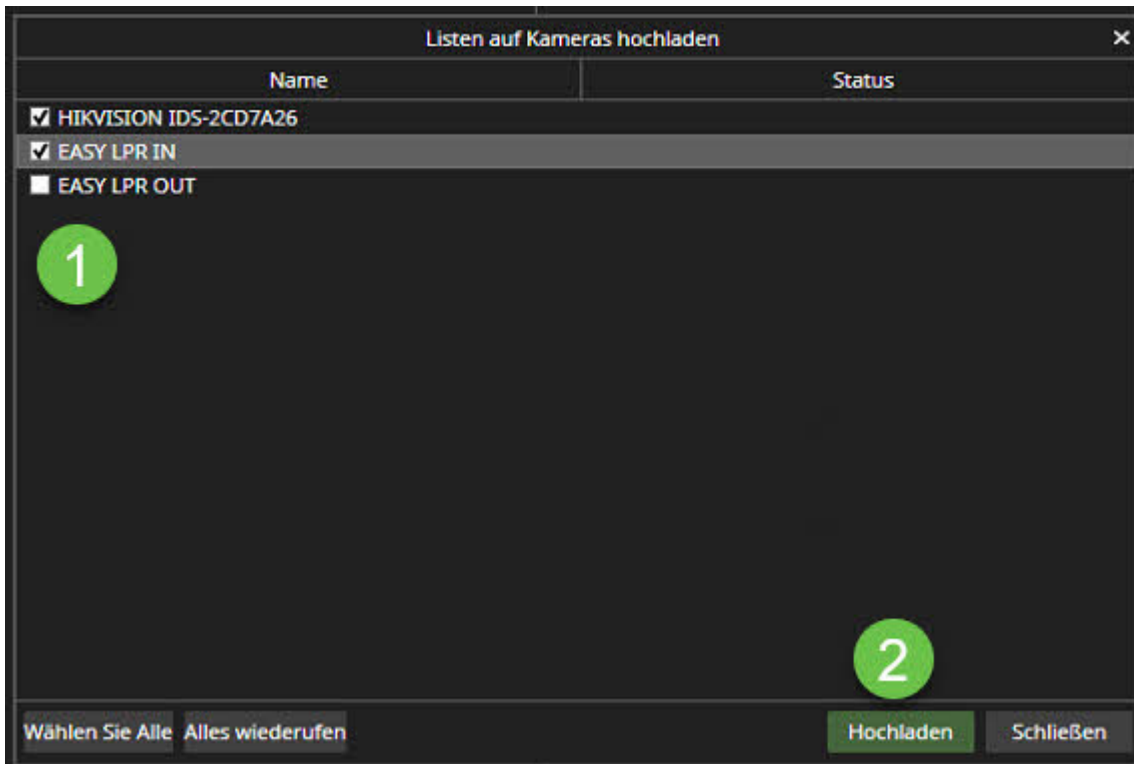 Listen auf Kameras hochladen ×
Name Status
HIKVISION IDS-2CD7A26
EASY LPR IN
EASY LPR OUT
1
2
Wählen Sie Alle Alles wiederufen Hochladen Schließen